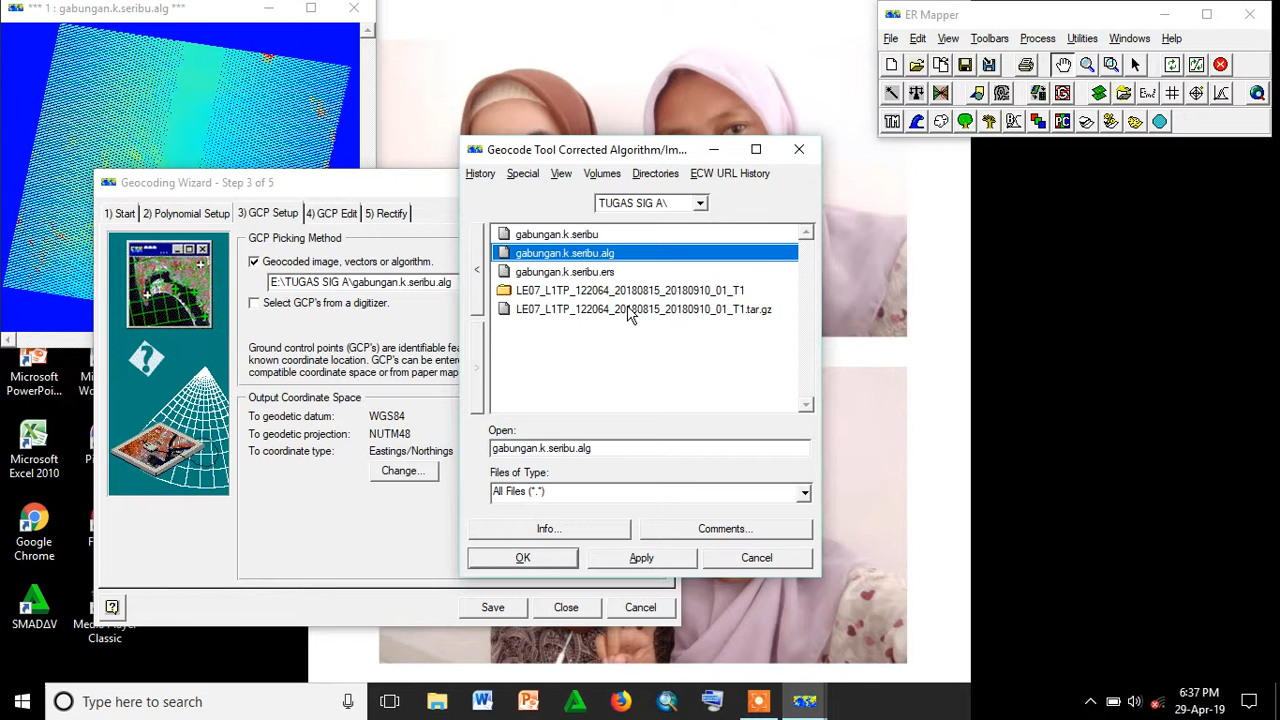 *** 1 : gabungan.k.seribu.alg ***
ER Mapper
File Edit View Toolbars Process Utilities Windows Help
Geocode Tool Corrected Algorithm/Im...
History Special View Volumes Directories ECW URL History
TUGAS SIG A\
gabungan.k.seribu
gabungan.k.seribu.alg
gabungan.k.seribu.ers
LE07_L1TP_122064_20180815_20180910_01_T1
LE07_L1TP_122064_20180815_20180910_01_T1.tar.gz
Open:
gabungan.k.seribu.alg
Files of Type:
All Files (*.*)
Info... Comments...
OK Apply Cancel
Geocoding Wizard - Step 3 of 5
1) Start 2) Polynomial Setup 3) GCP Setup 4) GCP Edit 5) Rectify
GCP Picking Method
Geocoded image, vectors or algorithm.
E:\TUGAS SIG A\gabungan.k.seribu.alg
Select GCP's from a digitizer.
Ground control points (GCP's) are identifiable fea
known coordinate location. GCP's can be ente
compatible coordinate space or from paper map
Output Coordinate Space
To geodetic datum: WGS84
To geodetic projection: NUTM48
To coordinate type: Eastings/Northings
Change...
Save Close Cancel
Microsoft
PowerPoi...
Microsoft
Excel 2010
Google
Chrome
SMADΔV
Classic
Type here to search
6:37 PM
29-Apr-19